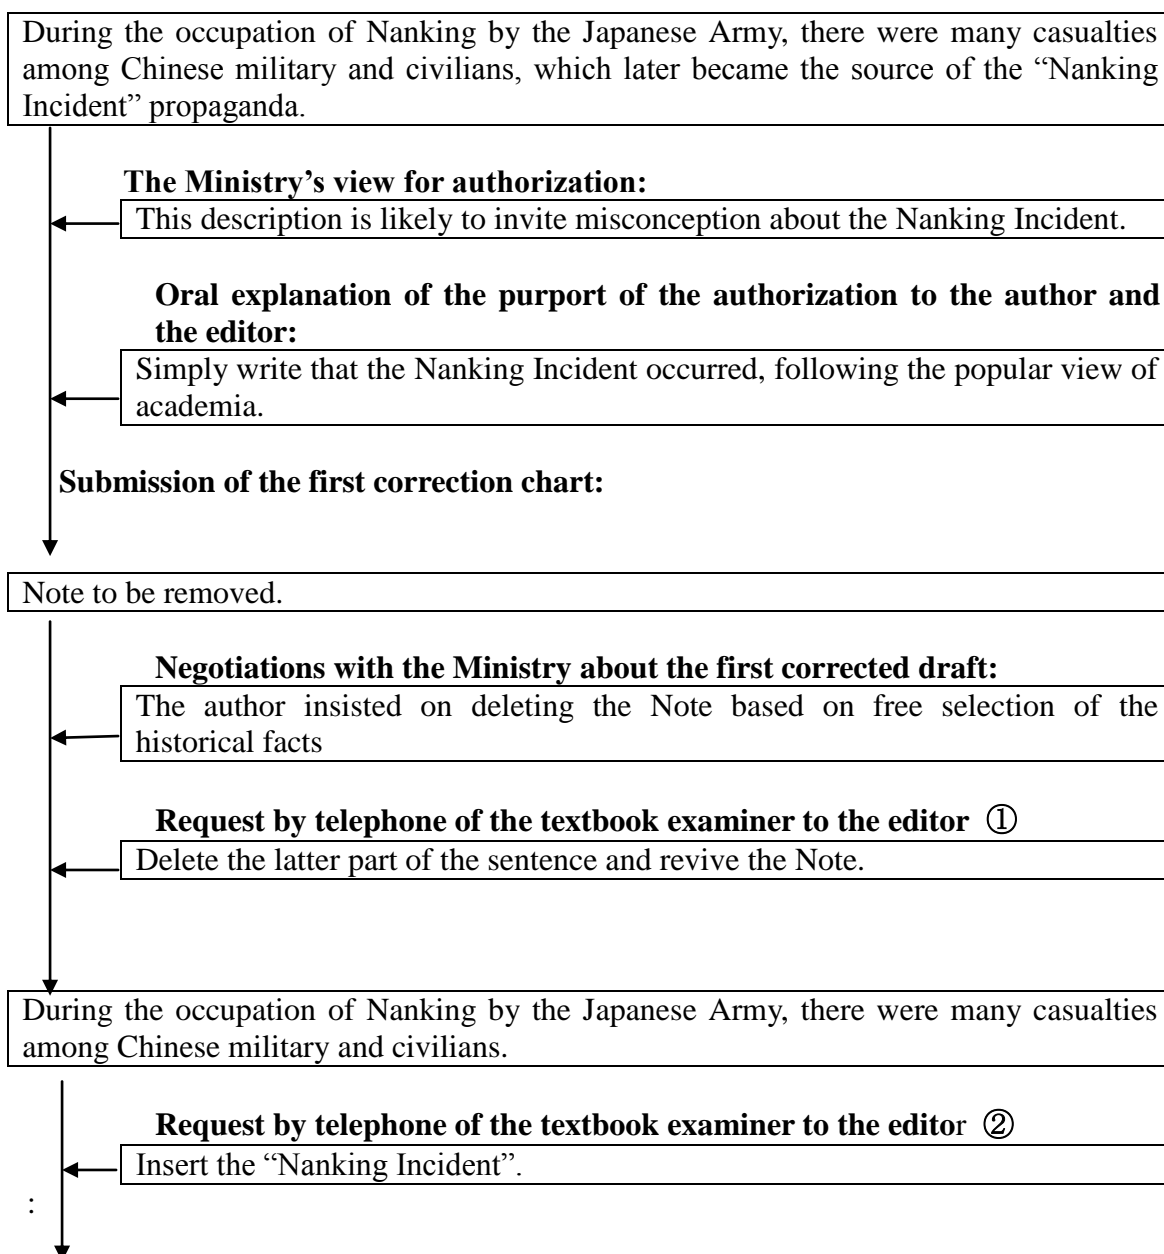 During the occupation of Nanking by the Japanese Army, there were many casualties
among Chinese military and civilians, which later became the source of the “Nanking
Incident” propaganda.
The Ministry’s view for authorization:
This description is likely to invite misconception about the Nanking Incident.
Oral explanation of the purport of the authorization to the author and
the editor:
Simply write that the Nanking Incident occurred, following the popular view of
academia.
Submission of the first correction chart:
Note to be removed.
Negotiations with the Ministry about the first corrected draft:
The author insisted on deleting the Note based on free selection of the
historical facts
Request by telephone of the textbook examiner to the editor ①
Delete the latter part of the sentence and revive the Note.
During the occupation of Nanking by the Japanese Army, there were many casualties
among Chinese military and civilians.
Request by telephone of the textbook examiner to the editor ②
Insert the “Nanking Incident”.
: